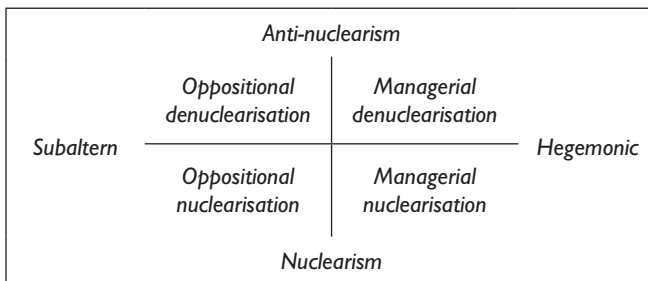 Anti-nuclearism
Oppositional Managerial
denuclearisation denuclearisation
Subaltern Hegemonic
Oppositional Managerial
nuclearisation nuclearisation
Nuclearism